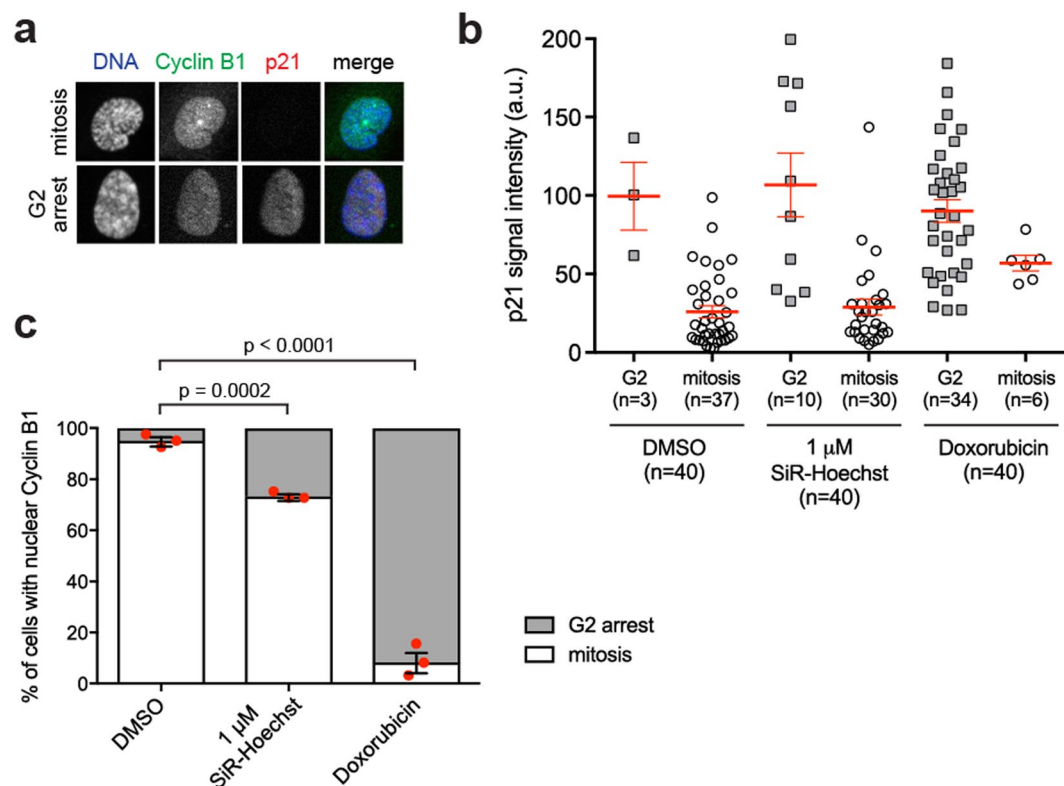 a
DNA Cyclin B1 p21 merge
mitosis
G2
arrest
b
p21 signal intensity (a.u.)
200
150
100
50
0
G2 mitosis G2 mitosis G2 mitosis
(n=3) (n=37) (n=10) (n=30) (n=34) (n=6)
DMSO 1 µM Doxorubicin
(n=40) SiR-Hoechst (n=40)
(n=40)
c
p < 0.0001
p = 0.0002
% of cells with nuclear Cyclin B1
100
80
60
40
20
0
DMSO
1 µM
SiR-Hoechst
Doxorubicin
G2 arrest
mitosis